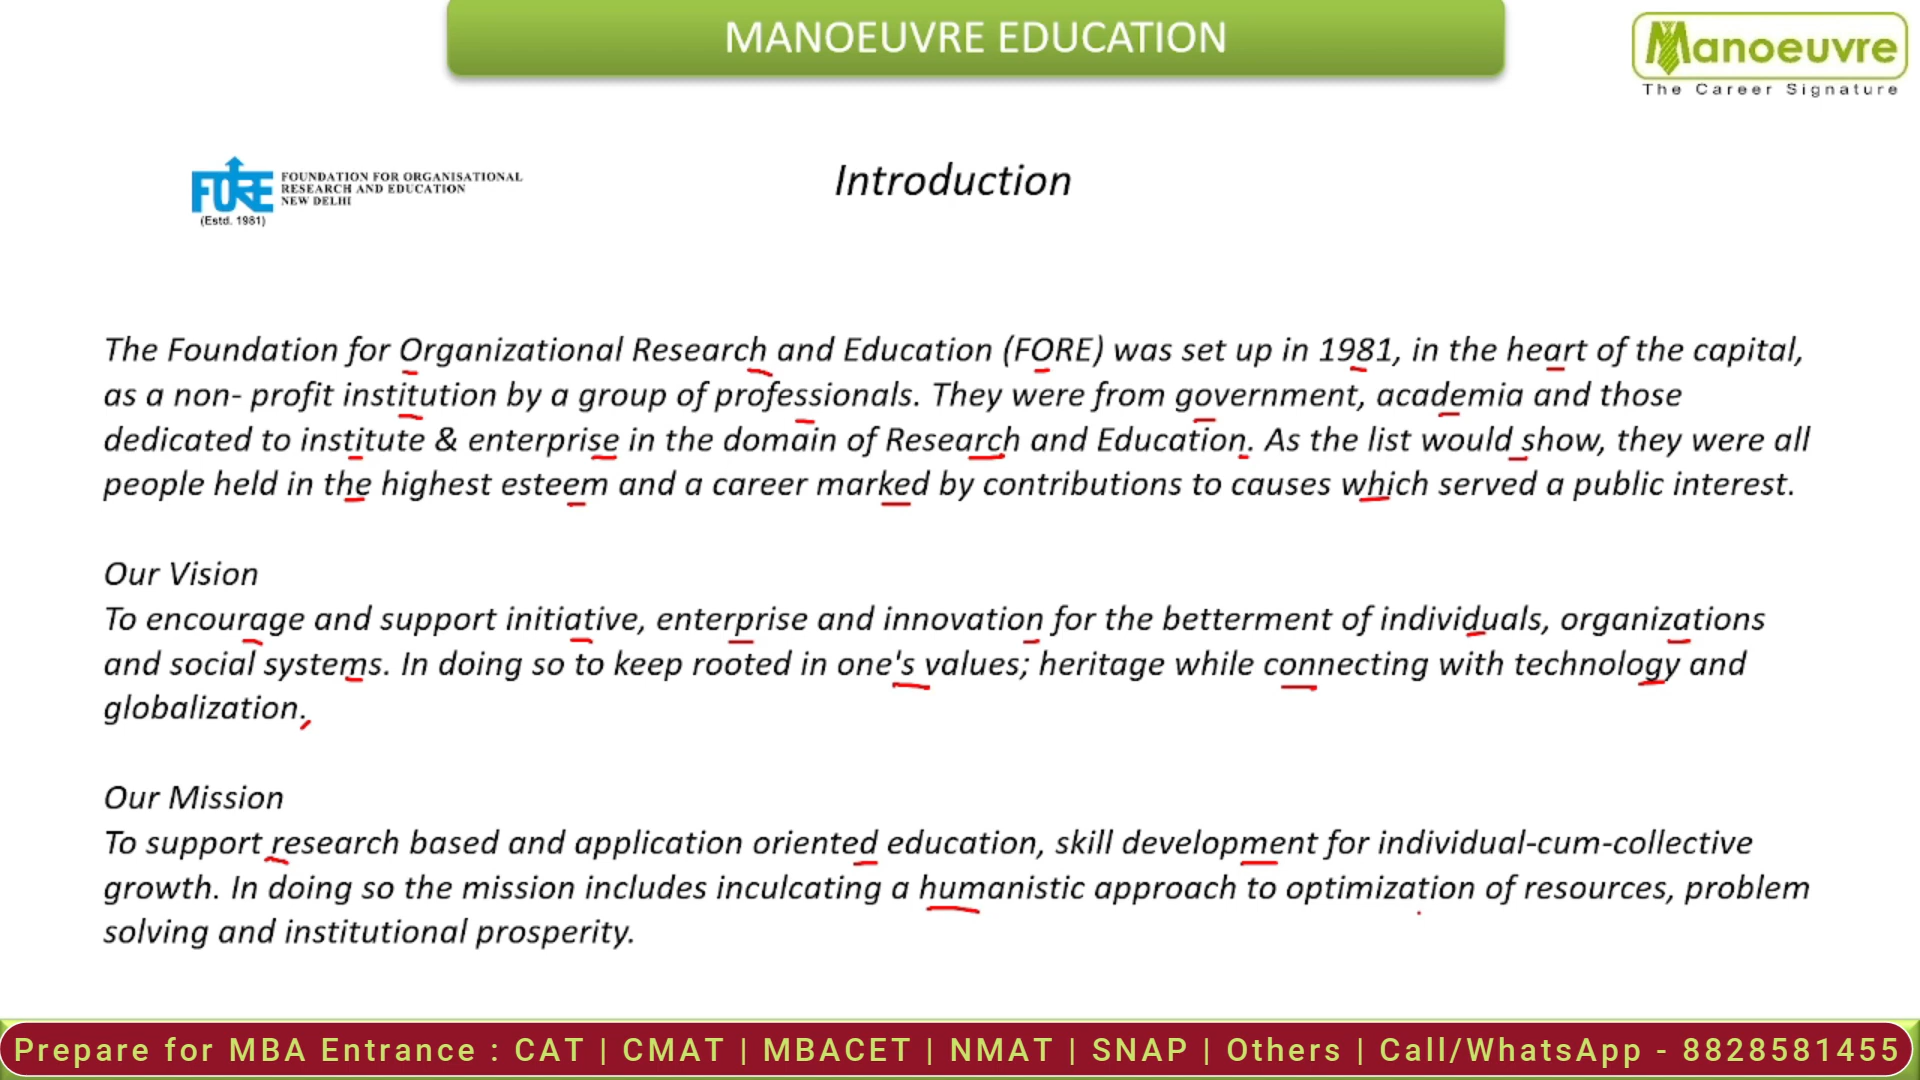 MANOEUVRE EDUCATION
Manoeuvre
The Career Signature
FORE
(Estd. 1981)
FOUNDATION FOR ORGANISATIONAL
RESEARCH AND EDUCATION
NEW DELHI
Introduction
The Foundation for Organizational Research and Education (FORE) was set up in 1981, in the heart of the capital,
as a non- profit institution by a group of professionals. They were from government, academia and those
dedicated to institute & enterprise in the domain of Research and Education. As the list would show, they were all
people held in the highest esteem and a career marked by contributions to causes which served a public interest.
Our Vision
To encourage and support initiative, enterprise and innovation for the betterment of individuals, organizations
and social systems. In doing so to keep rooted in one's values; heritage while connecting with technology and
globalization.
Our Mission
To support research based and application oriented education, skill development for individual-cum-collective
growth. In doing so the mission includes inculcating a humanistic approach to optimization of resources, problem
solving and institutional prosperity.
Prepare for MBA Entrance : CAT | CMAT | MBACET | NMAT | SNAP | Others | Call/WhatsApp - 8828581455